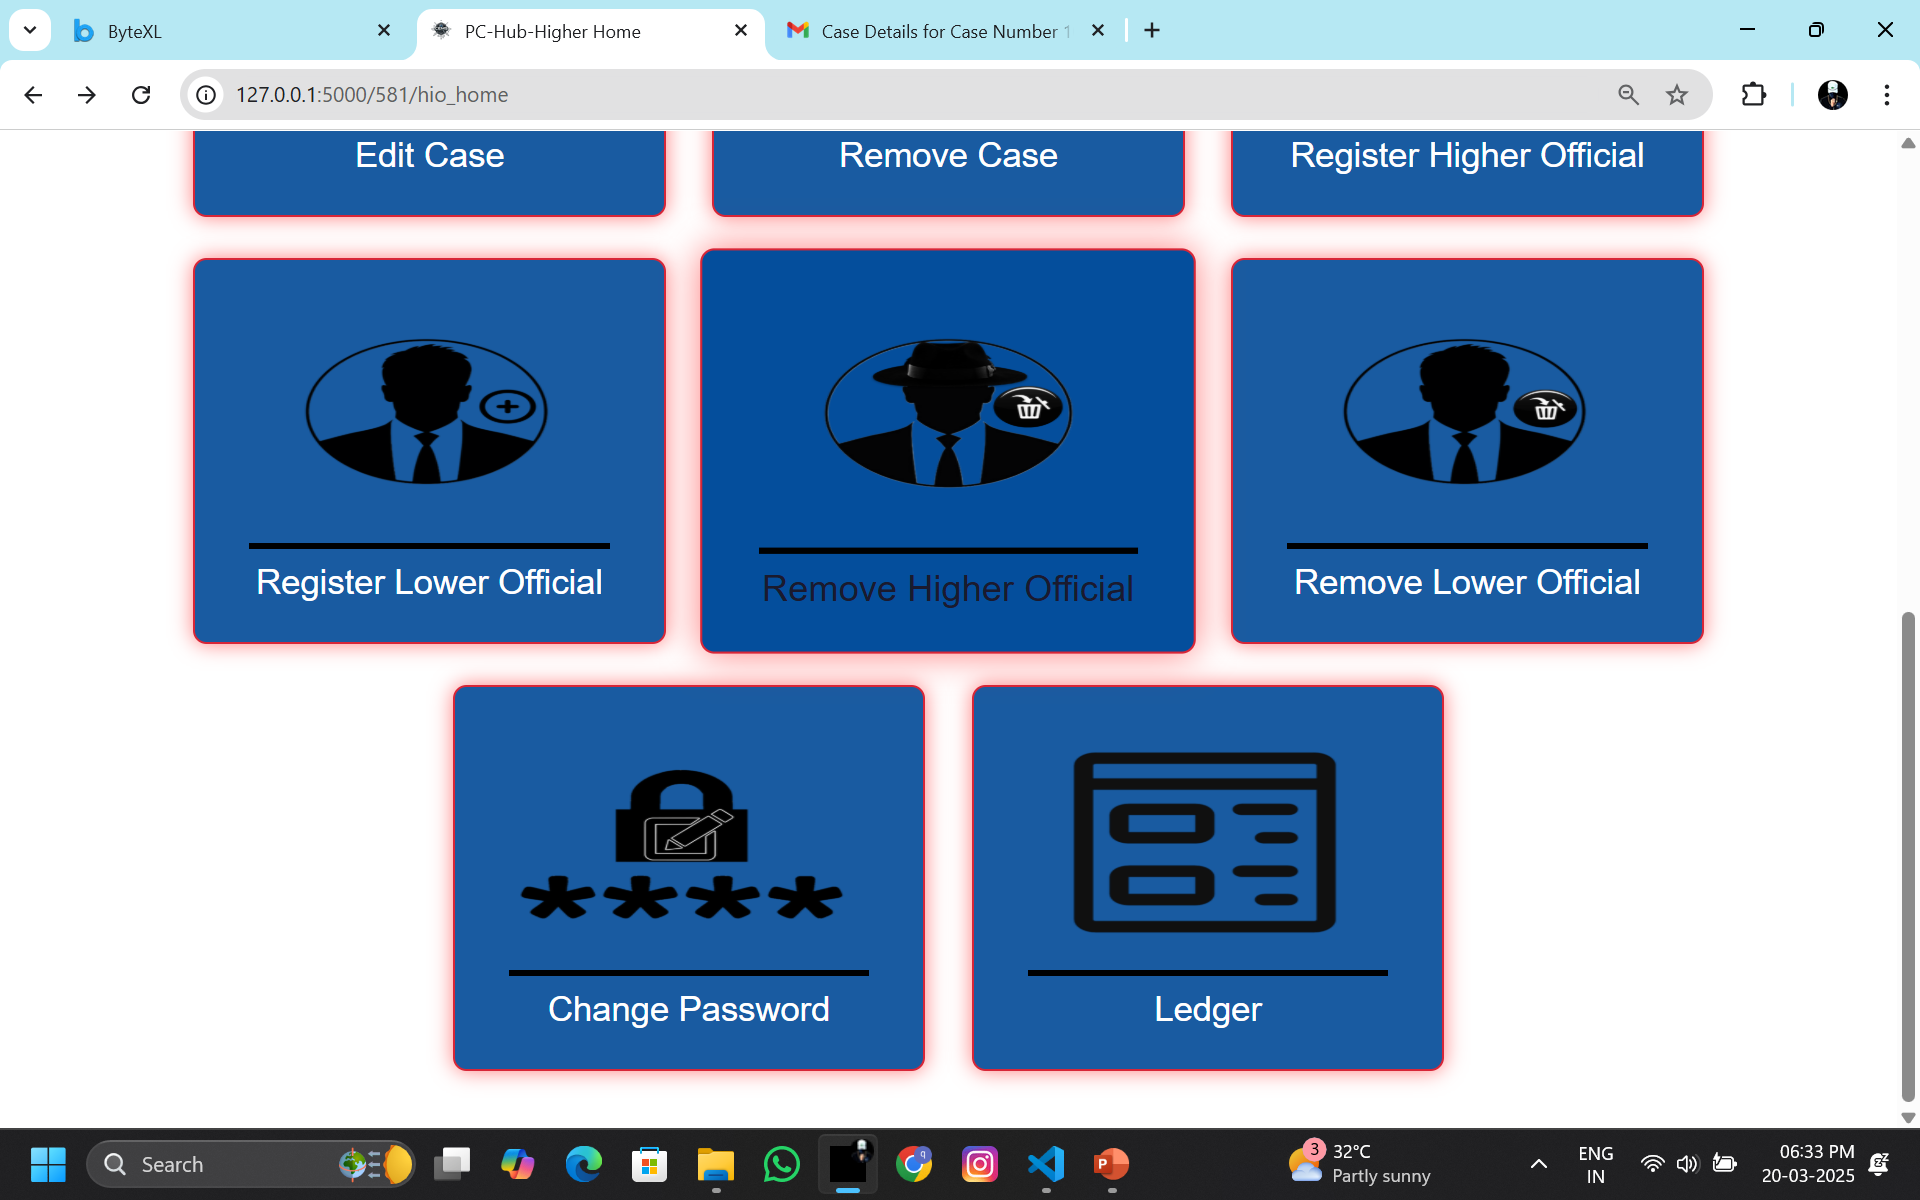 ByteXL
PC-Hub-Higher Home
Case Details for Case Number 1
127.0.0.1:5000/581/hio_home
Edit Case
Remove Case
Register Higher Official
Register Lower Official
Remove Higher Official
Remove Lower Official
****
Change Password
Ledger
Search
3
32°C
Partly sunny
ENG
IN
06:33 PM
20-03-2025